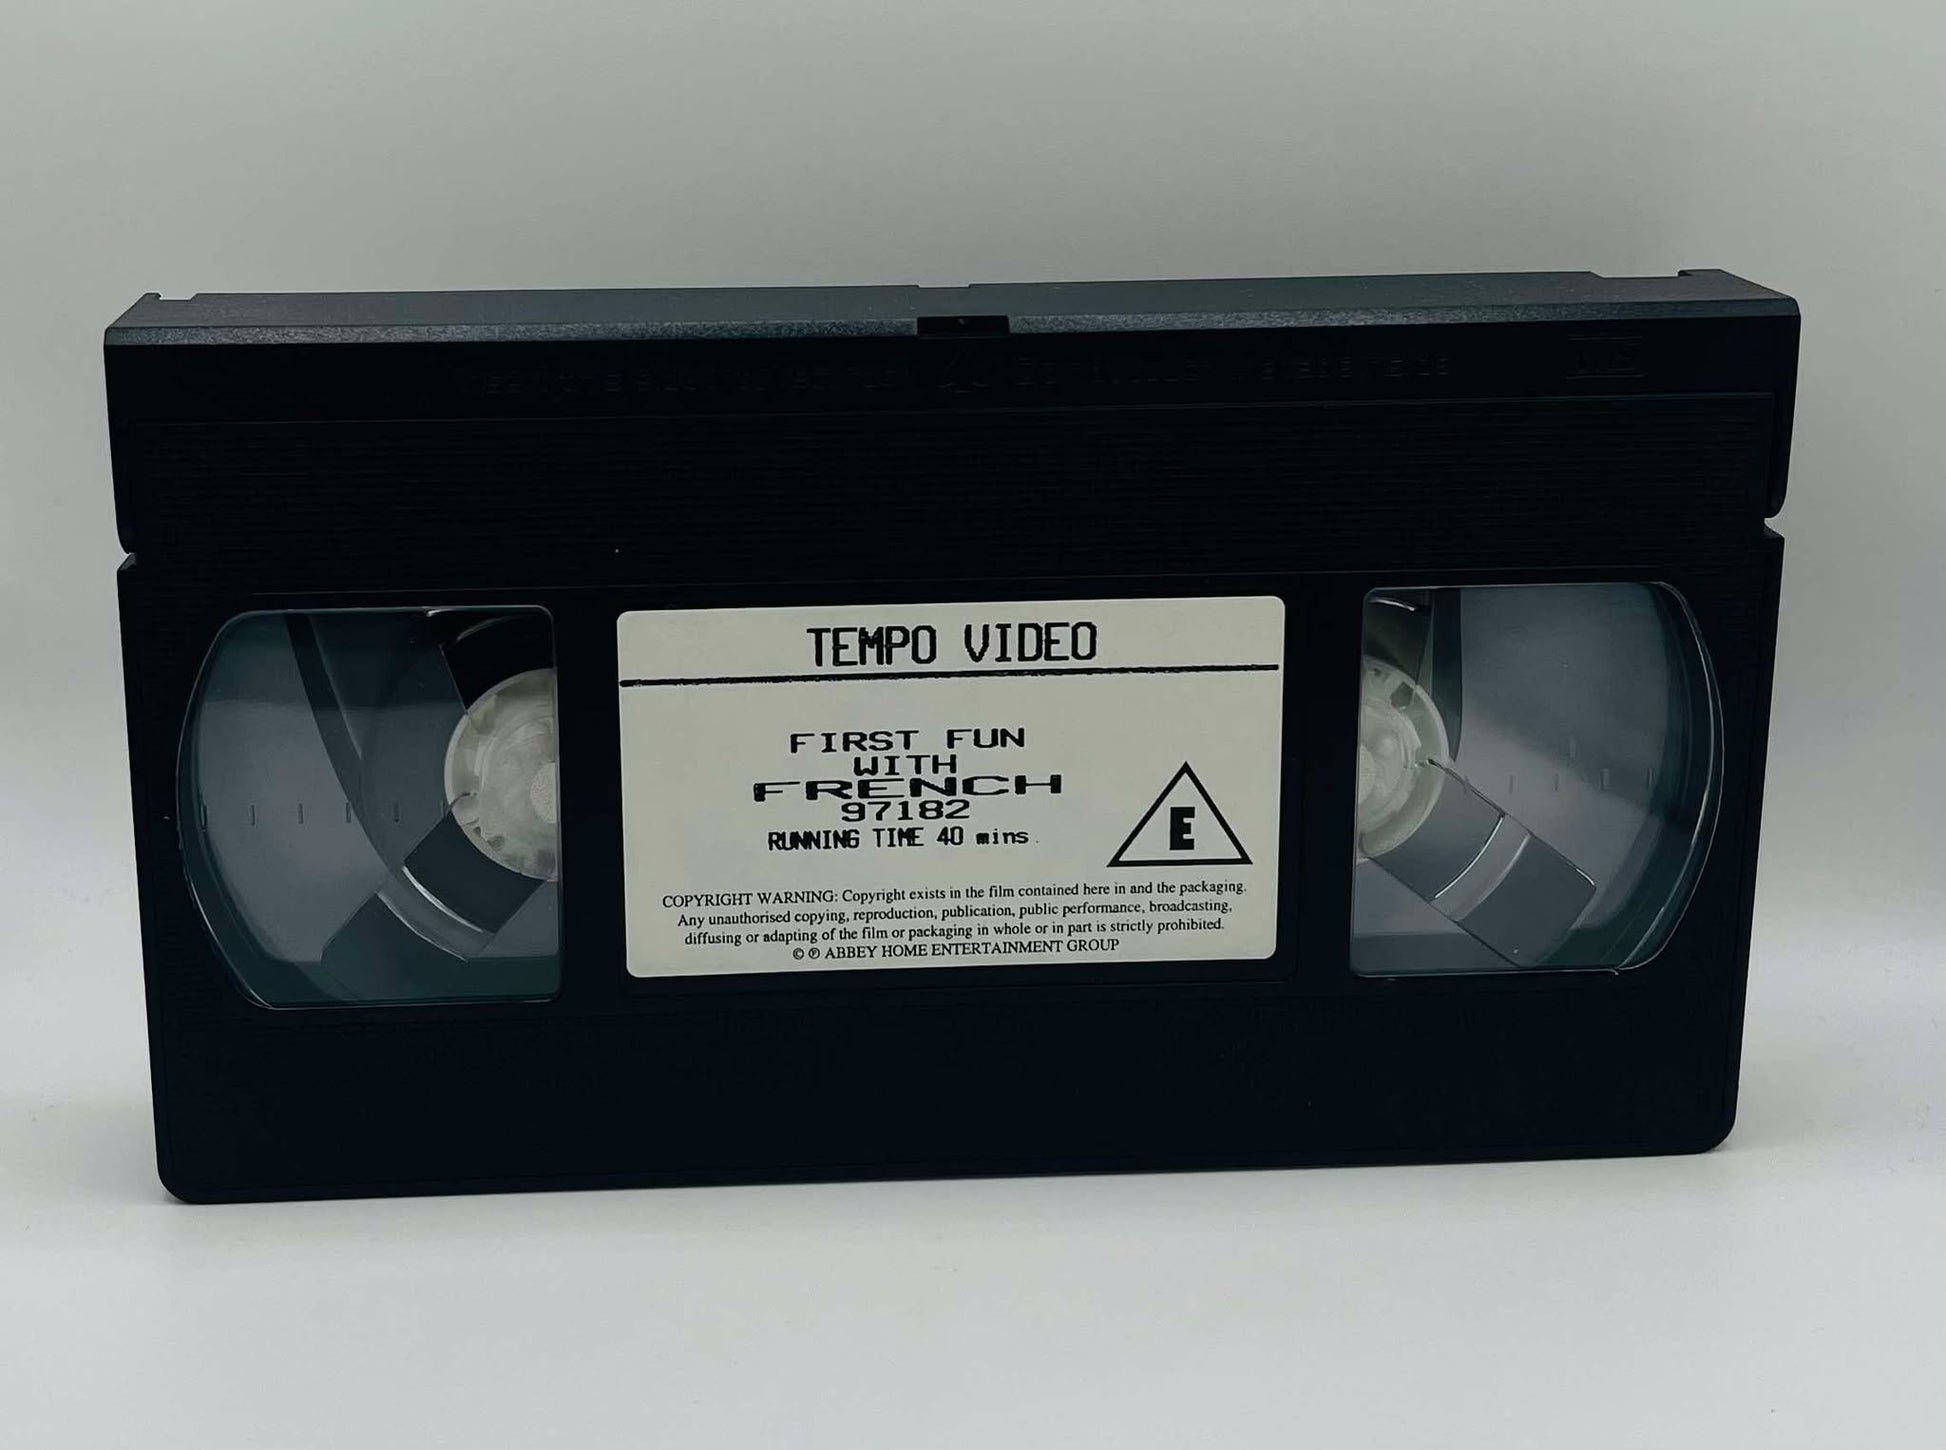 TEMPO VIDEO
FIRST FUN
WITH
FRENCH
97182
RUNNING TIME 40 mins.
E
COPYRIGHT WARNING: Copyright exists in the film contained here in and the packaging.
Any unauthorised copying, reproduction, publication, public performance, broadcasting,
diffusing or adapting of the film or packaging in whole or in part is strictly prohibited.
© ℗ ABBEY HOME ENTERTAINMENT GROUP